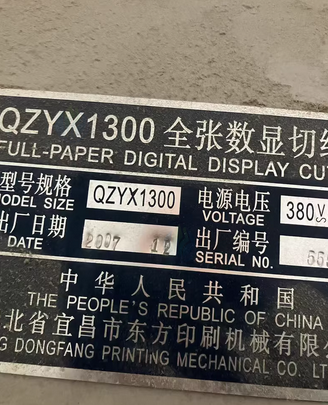 QZYX1300 全张数显切纸
FULL-PAPER DIGITAL DISPLAY CU
型号规格 QZYX1300 电源电压 380V
MODEL SIZE VOLTAGE
出厂日期 2007 12 出厂编号
DATE SERIAL NO.
中华人民共和国
THE PEOPLE'S REPUBLIC OF CHINA
北省宜昌市东方印刷机械有限公
G DONGFANG PRINTING MECHANICAL CO. LT